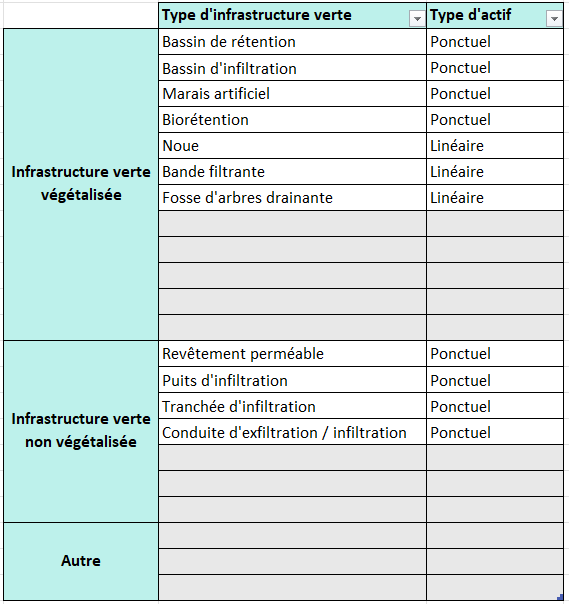 Type d'infrastructure verte Type d'actif
Bassin de rétention Ponctuel
Bassin d'infiltration Ponctuel
Marais artificiel Ponctuel
Biorétention Ponctuel
Noue Linéaire
Infrastructure verte
végétalisée
Bande filtrante Linéaire
Fosse d'arbres drainante Linéaire
Revêtement perméable Ponctuel
Puits d'infiltration Ponctuel
Infrastructure verte
non végétalisée
Tranchée d'infiltration Ponctuel
Conduite d'exfiltration / infiltration Ponctuel
Autre